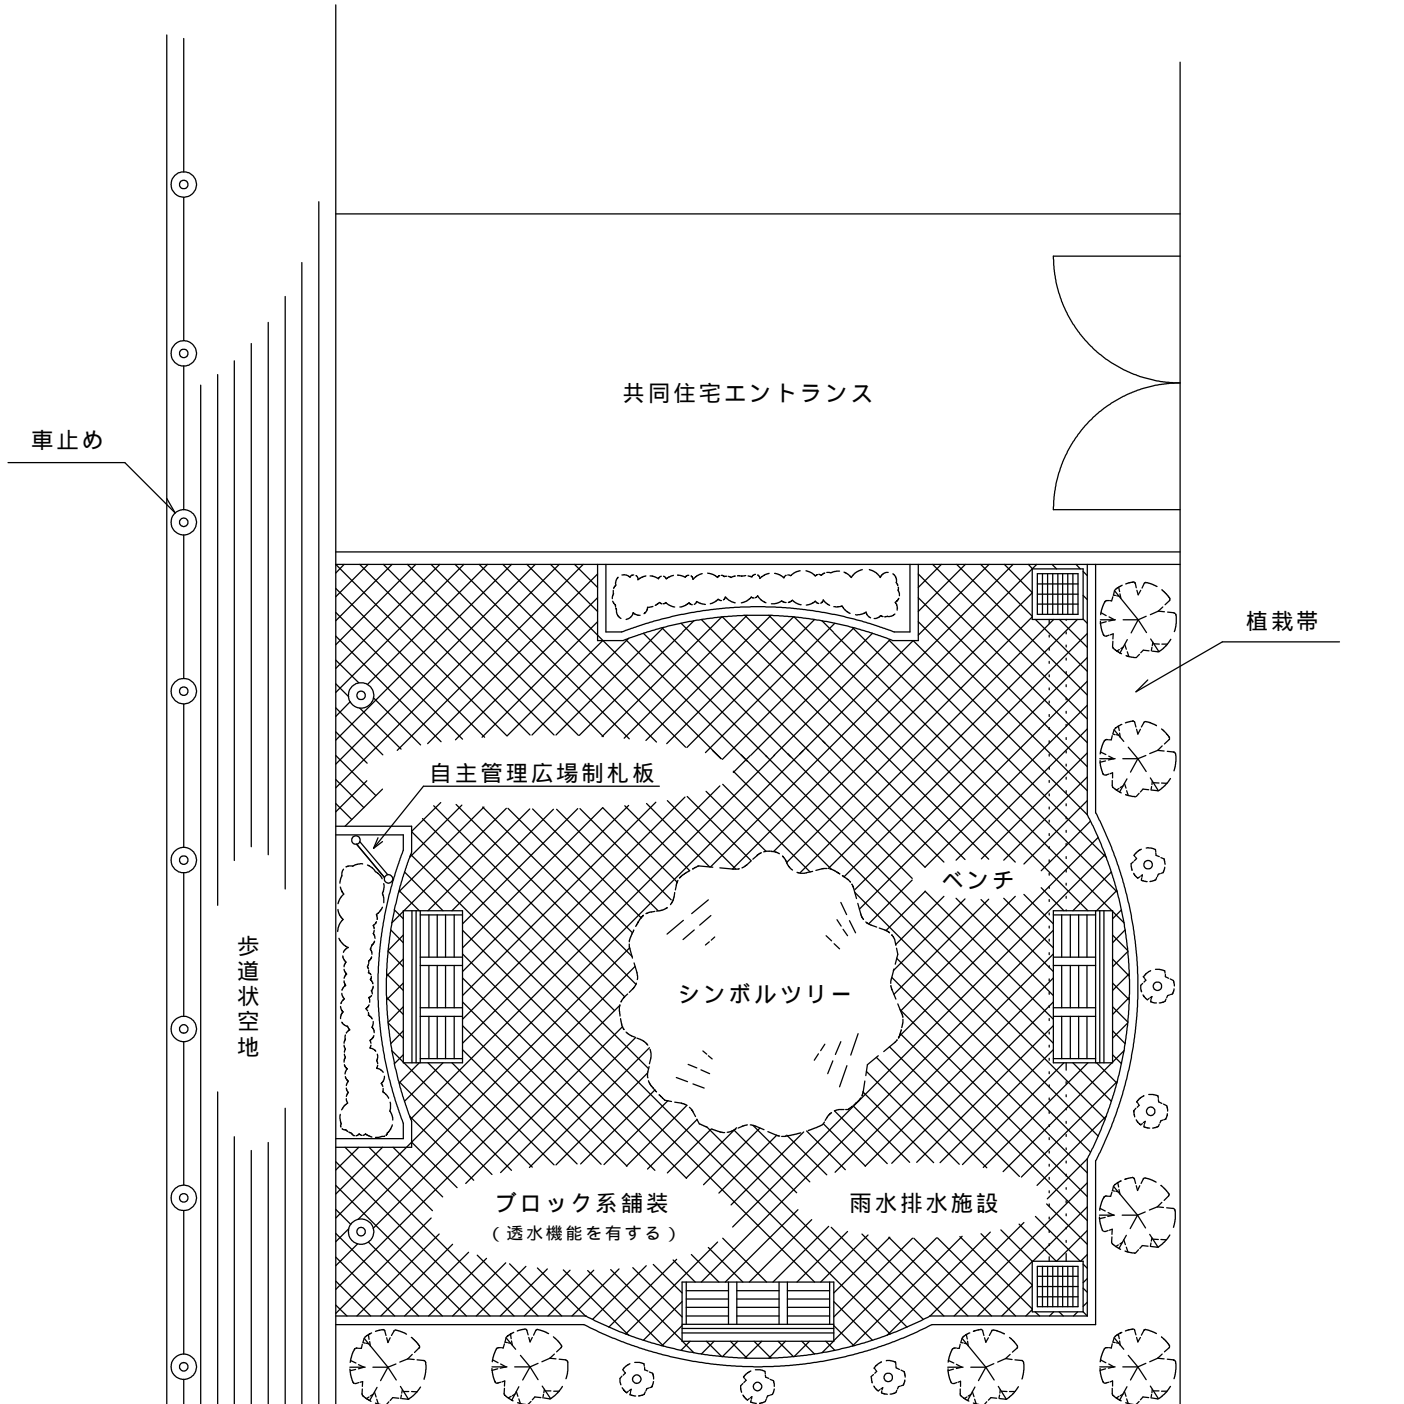 共同住宅エントランス
車止め
植栽帯
自主管理広場制札板
ベンチ
歩道状空地
シンボルツリー
ブロック系舗装
(透水機能を有する)
雨水排水施設